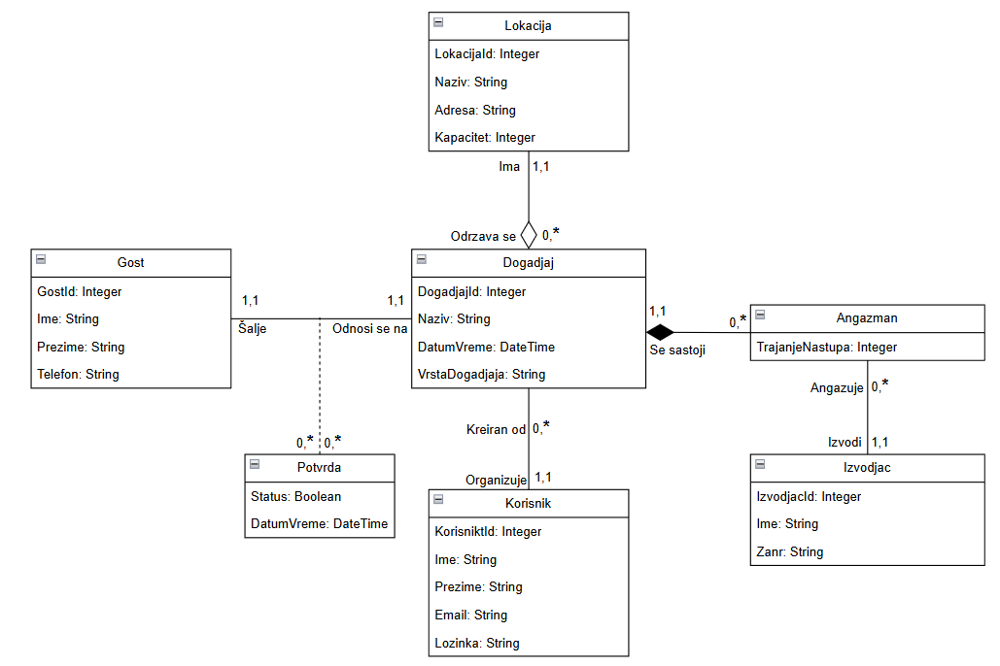 Lokacija
LokacijaId: Integer
Naziv: String
Adresa: String
Kapacitet: Integer
Ima
1,1
Odrzava se
0,*
Gost
GostId: Integer
Ime: String
Prezime: String
Telefon: String
1,1
Šalje
1,1
Odnosi se na
Dogadjaj
DogadjajId: Integer
Naziv: String
DatumVreme: DateTime
VrstaDogadjaja: String
1,1
Se sastoji
0,*
Angazman
TrajanjeNastupa: Integer
Angazuje
0,*
Izvodi
1,1
0,*
0,*
Potvrda
Status: Boolean
DatumVreme: DateTime
Kreiran od
0,*
Organizuje
1,1
Korisnik
KorisniktId: Integer
Ime: String
Prezime: String
Email: String
Lozinka: String
Izvodjac
IzvodjacId: Integer
Ime: String
Zanr: String